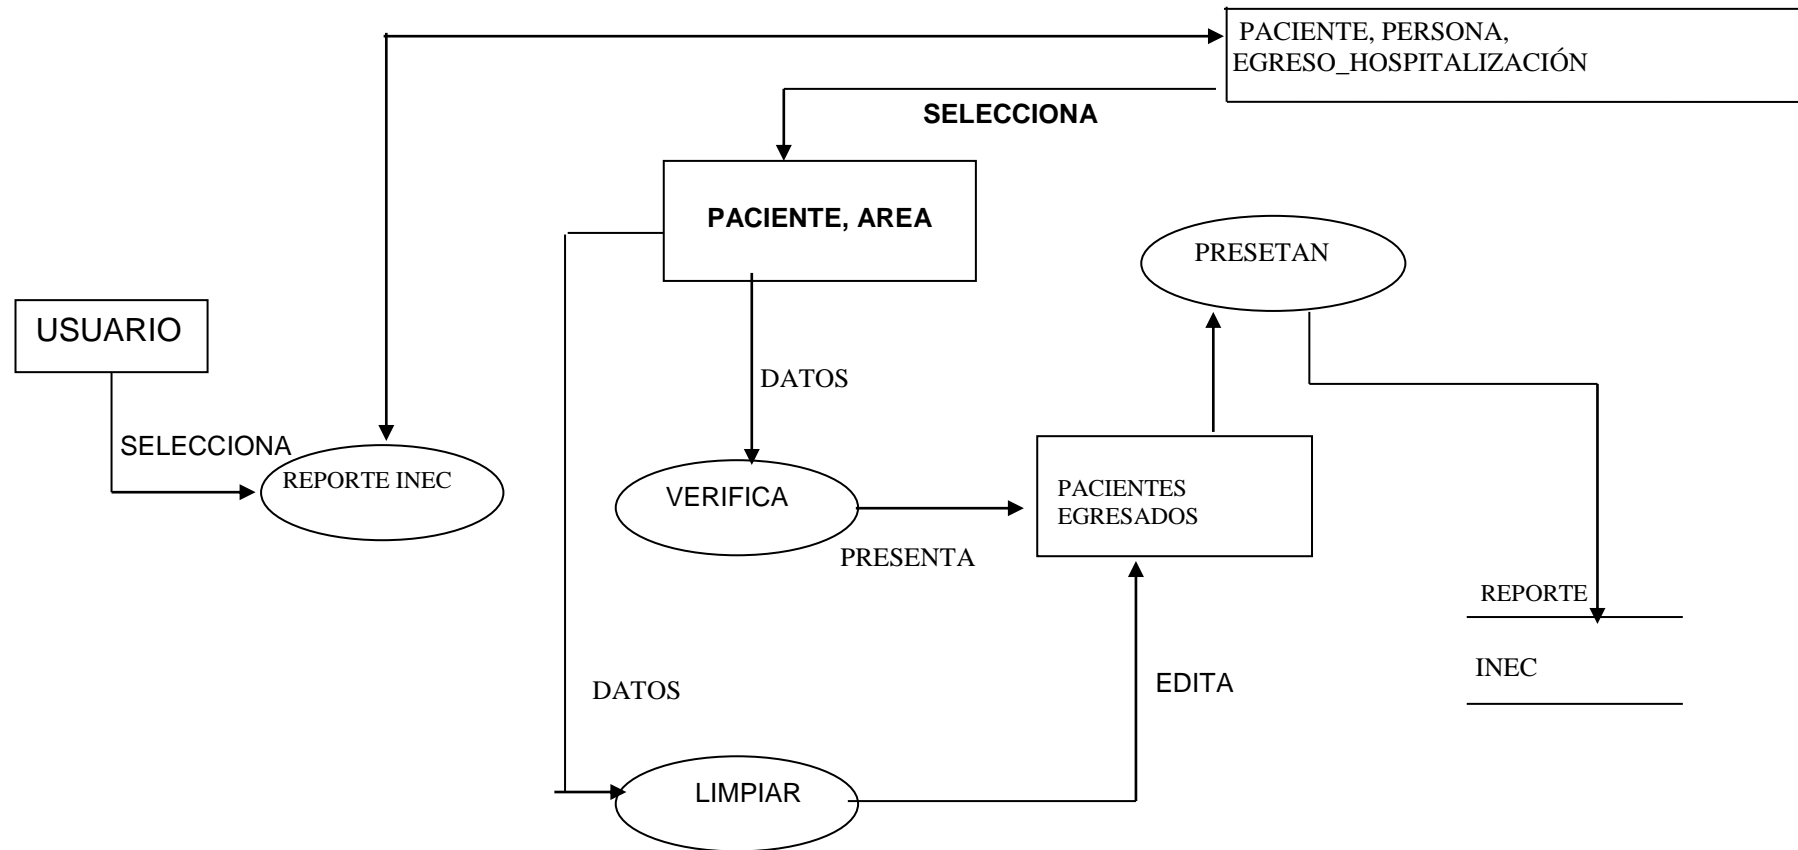 PACIENTE, PERSONA,
EGRESO_HOSPITALIZACIÓN
SELECCIONA
PACIENTE, AREA
PRESETAN
USUARIO
DATOS
SELECCIONA
REPORTE INEC
VERIFICA
PACIENTES
EGRESADOS
PRESENTA
REPORTE
INEC
DATOS
EDITA
LIMPIAR